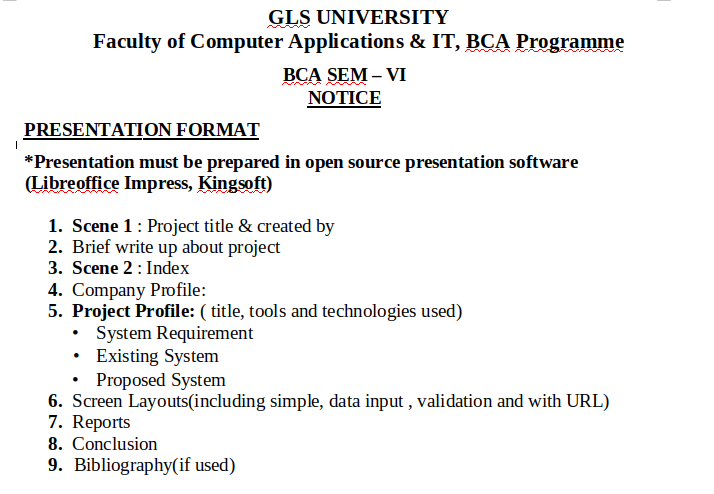 GLS UNIVERSITY
Faculty of Computer Applications & IT, BCA Programme
BCA SEM – VI
NOTICE
PRESENTATION FORMAT
*Presentation must be prepared in open source presentation software
(Libreoffice Impress, Kingsoft)
1. Scene 1 : Project title & created by
2. Brief write up about project
3. Scene 2 : Index
4. Company Profile:
5. Project Profile: ( title, tools and technologies used)
• System Requirement
• Existing System
• Proposed System
6. Screen Layouts(including simple, data input , validation and with URL)
7. Reports
8. Conclusion
9. Bibliography(if used)